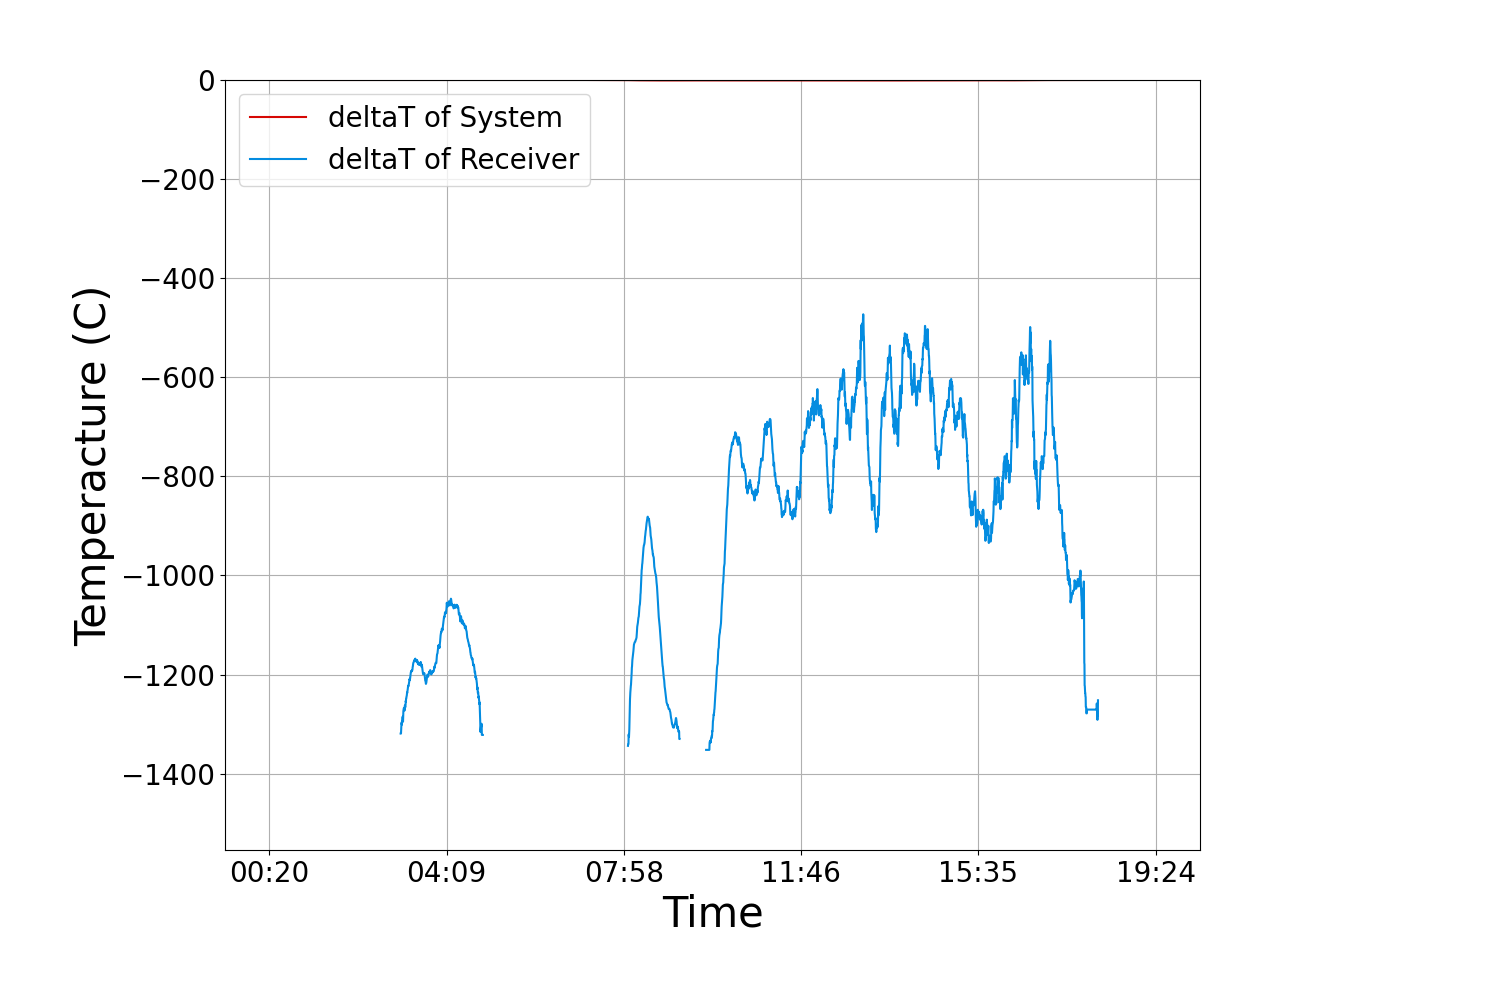 0
deltaT of System
deltaT of Receiver
−200
−400
−600
−800
−1000
−1200
−1400
Temperacture (C)
00:20 04:09 07:58 11:46 15:35 19:24
Time